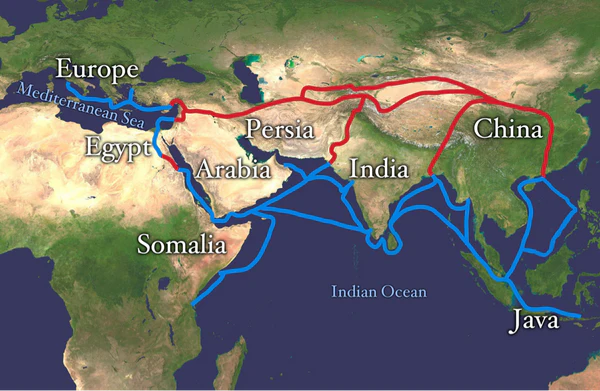 Europe
Mediterranean Sea
Egypt
Arabia
Persia
India
China
Somalia
Indian Ocean
Java